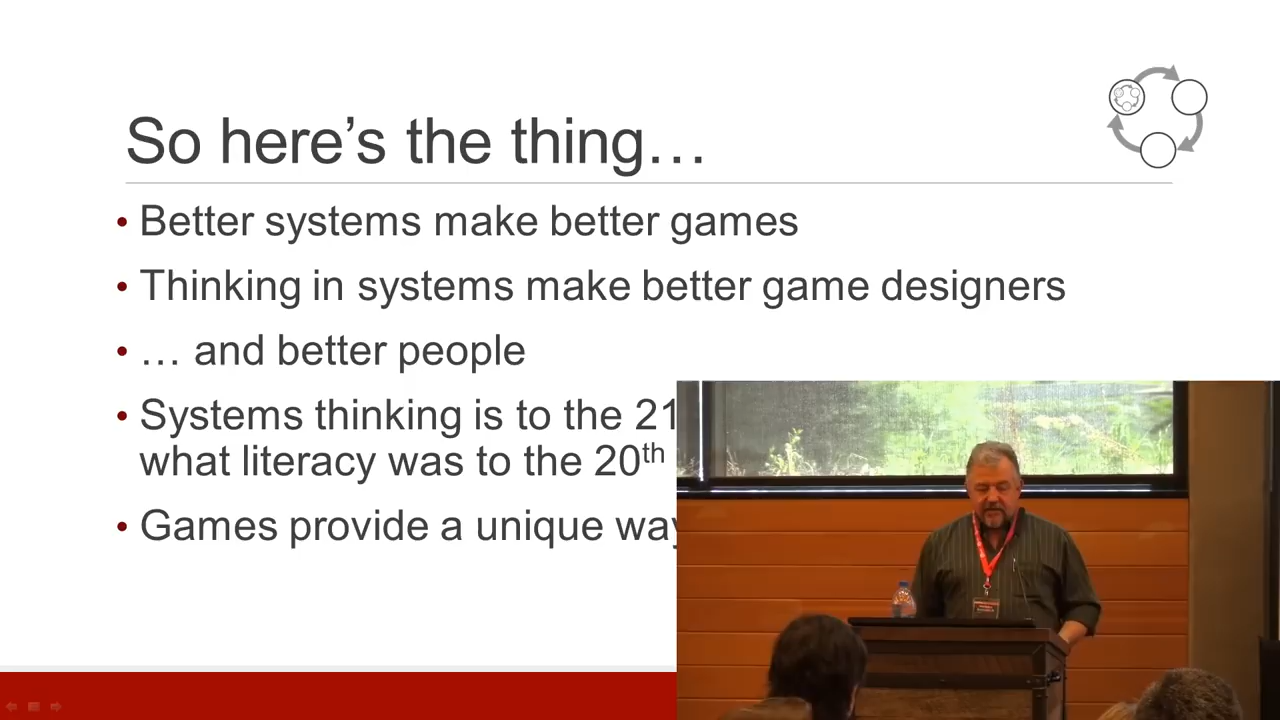 So here’s the thing…
• Better systems make better games
• Thinking in systems make better game designers
• … and better people
• Systems thinking is to the 21
what literacy was to the 20th
• Games provide a unique way